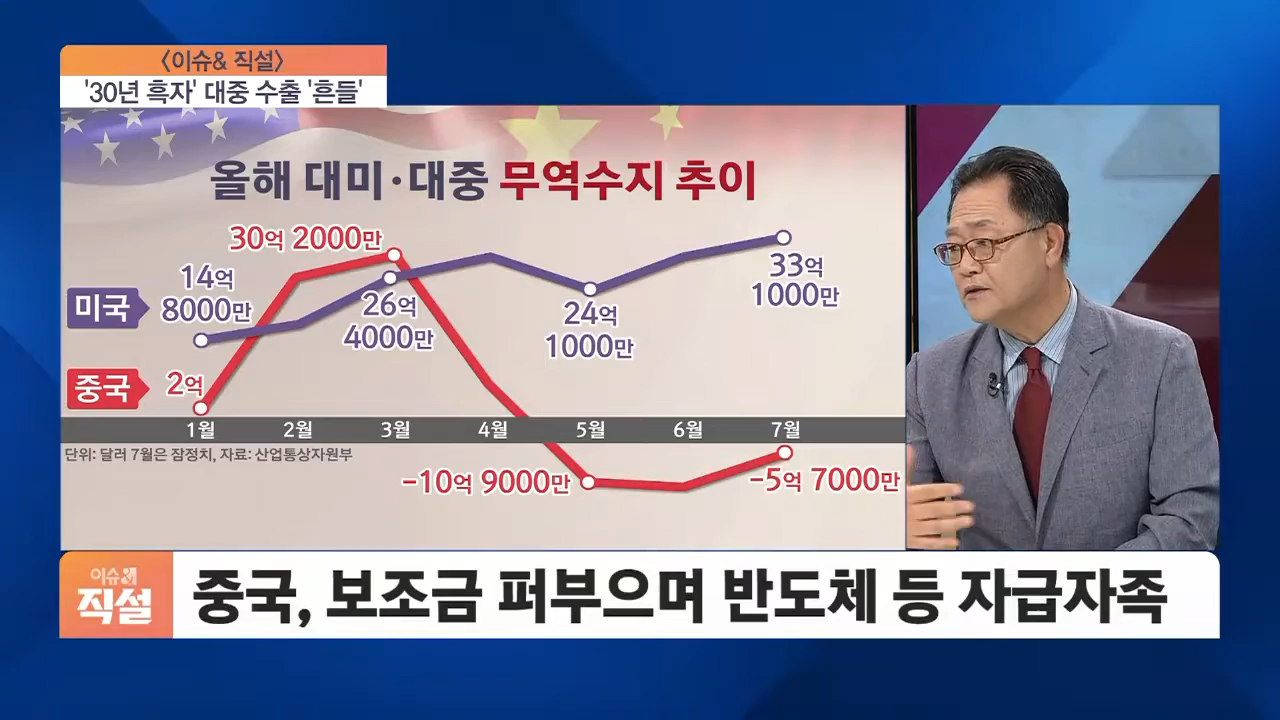 〈이슈& 직설〉
'30년 흑자' 대중 수출 '흔들'
올해 대미·대중 무역수지 추이
30억 2000만
14억
8000만
미국
26억
4000만
24억
1000만
33억
1000만
중국
2억
1월 2월 3월 4월 5월 6월 7월
단위: 달러 7월은 잠정치, 자료: 산업통상자원부
-10억 9000만
-5억 7000만
이슈&
직설
중국, 보조금 퍼부으며 반도체 등 자급자족